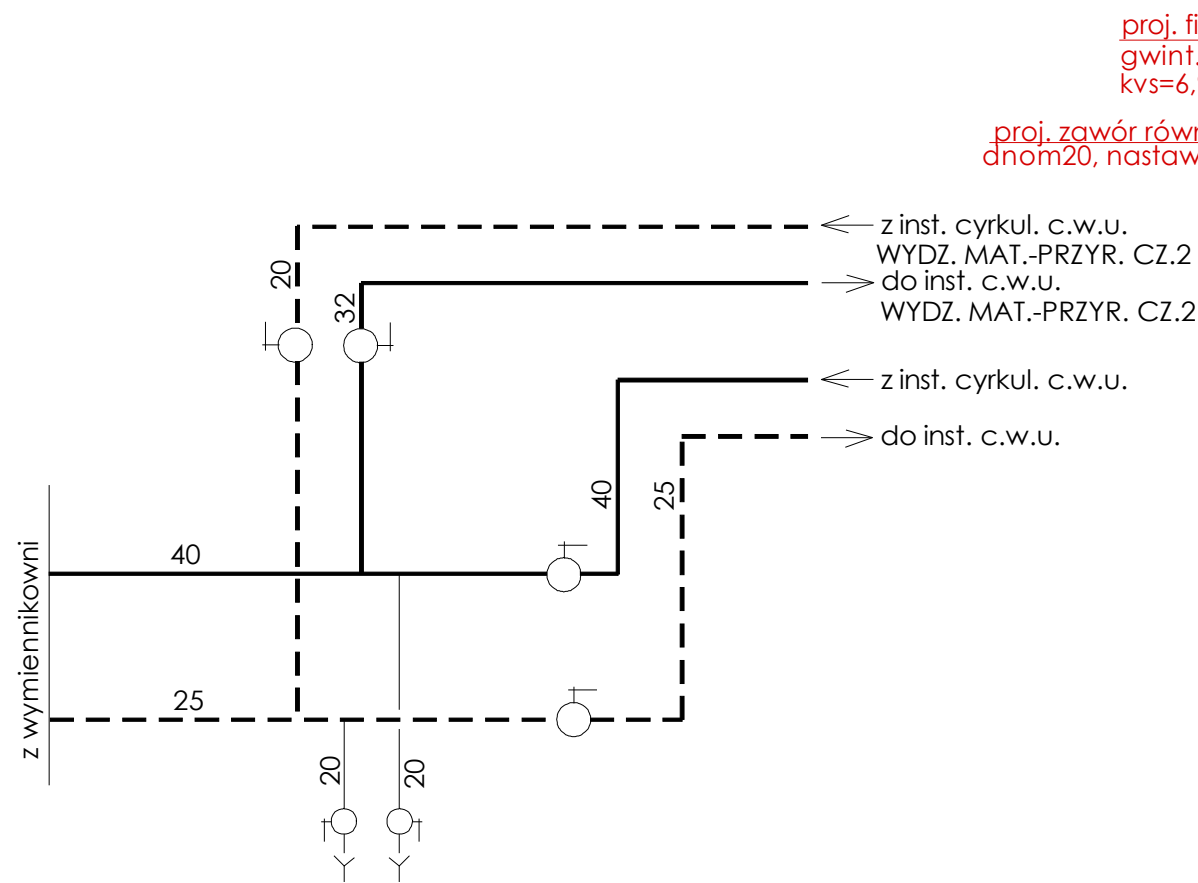 proj. fi
gwint.
kvs=6,
proj. zawór równ
dnom20, nastaw
z inst. cyrkul. c.w.u.
WYDZ. MAT.-PRZYR. CZ.2
do inst. c.w.u.
WYDZ. MAT.-PRZYR. CZ.2
z inst. cyrkul. c.w.u.
do inst. c.w.u.
20
32
40
25
40
25
z wymiennikowni
20
20